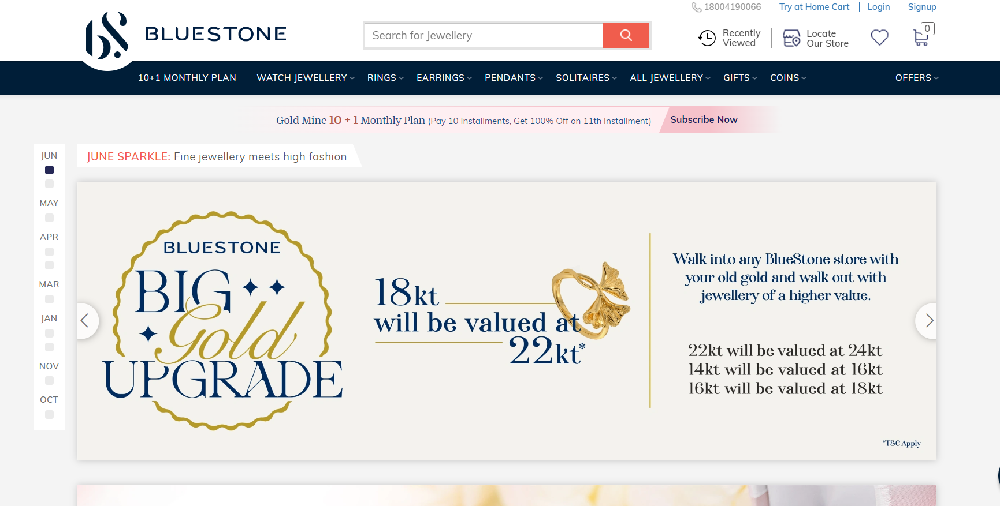 18004190066
Try at Home Cart
Login
Signup
BLUESTONE
Search for Jewellery
Recently
Viewed
Locate
Our Store
0
10+1 MONTHLY PLAN
WATCH JEWELLERY
RINGS
EARRINGS
PENDANTS
SOLITAIRES
ALL JEWELLERY
GIFTS
COINS
OFFERS
Gold Mine 10 + 1 Monthly Plan (Pay 10 Installments, Get 100% Off on 11th Installment)
Subscribe Now
JUN
MAY
APR
MAR
JAN
NOV
OCT
JUNE SPARKLE: Fine jewellery meets high fashion
BLUESTONE
BIG
Gold
UPGRADE
18kt
will be valued at
22kt*
Walk into any BlueStone store with
your old gold and walk out with
jewellery of a higher value.
22kt will be valued at 24kt
14kt will be valued at 16kt
16kt will be valued at 18kt
*T&C Apply